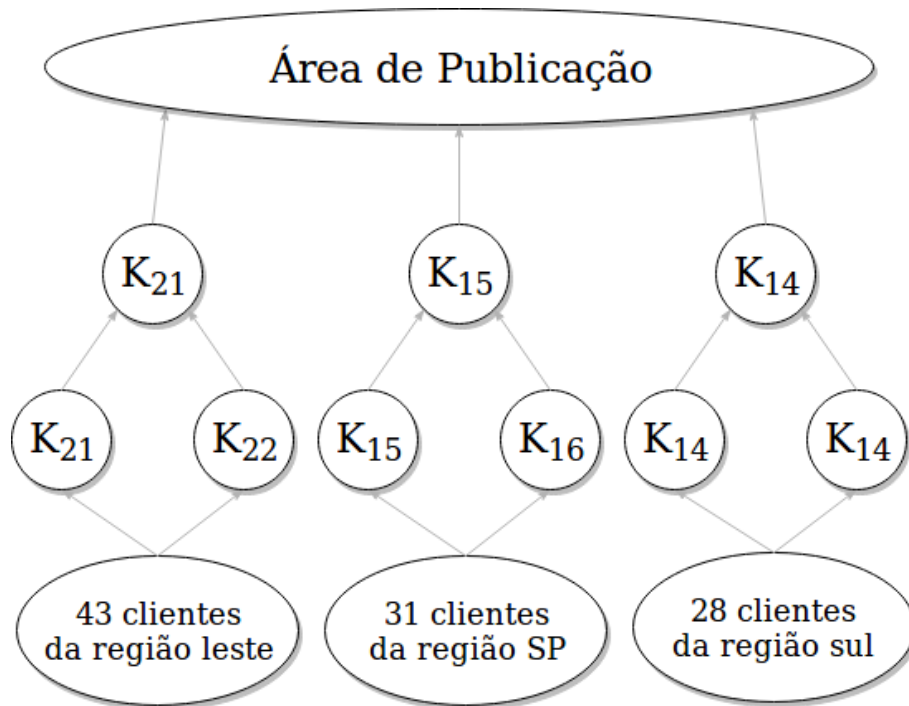 Área de Publicação
K21
K15
K14
K21
K22
K15
K16
K14
K14
43 clientes
da região leste
31 clientes
da região SP
28 clientes
da região sul